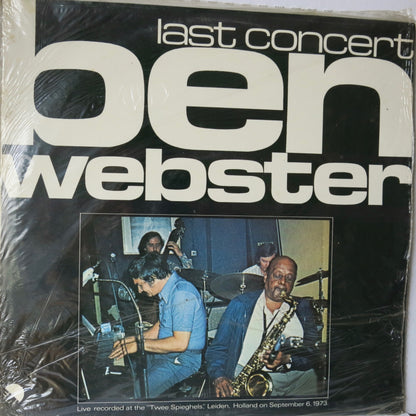 last concert
ben
webster
Live recorded at the "Twee Spieghels," Leiden, Holland on September 6, 1973.